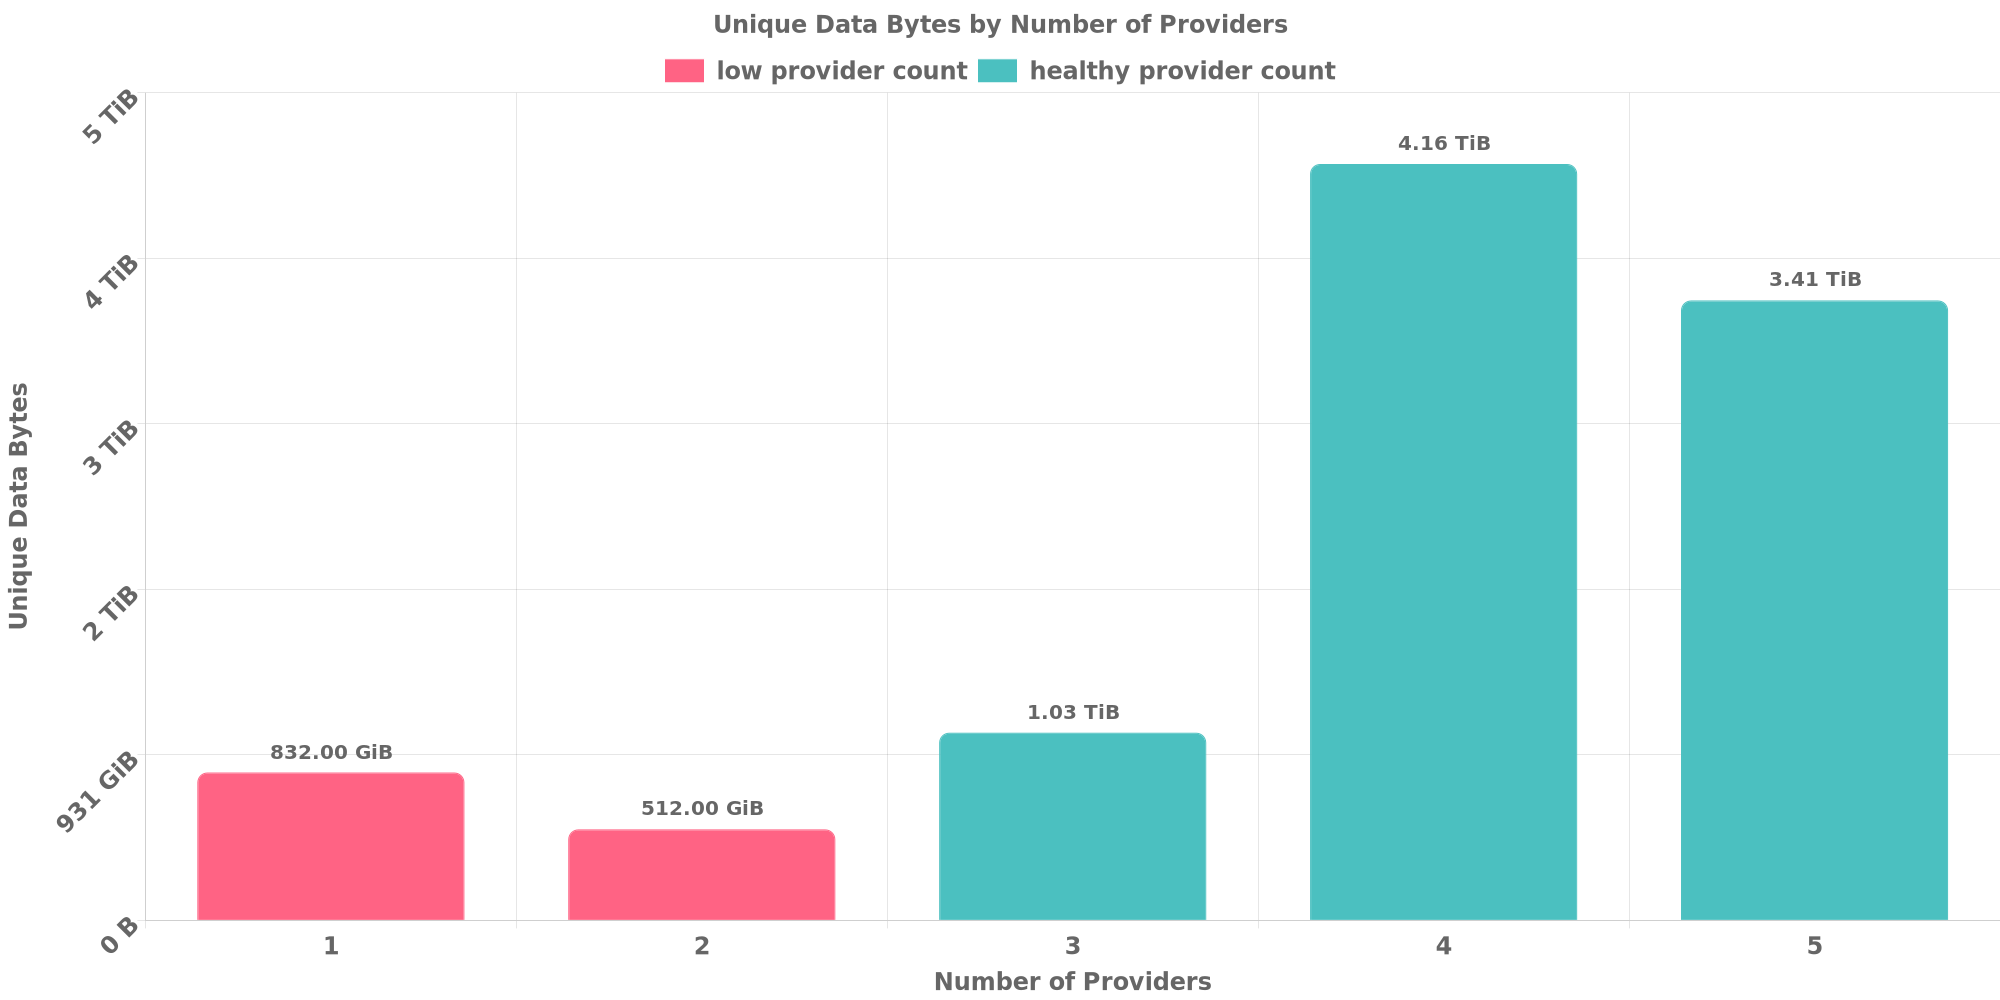 Unique Data Bytes by Number of Providers
low provider count healthy provider count
5 TiB
4 TiB
3 TiB
2 TiB
931 GiB
0 B
Unique Data Bytes
832.00 GiB
512.00 GiB
1.03 TiB
4.16 TiB
3.41 TiB
1 2 3 4 5
Number of Providers